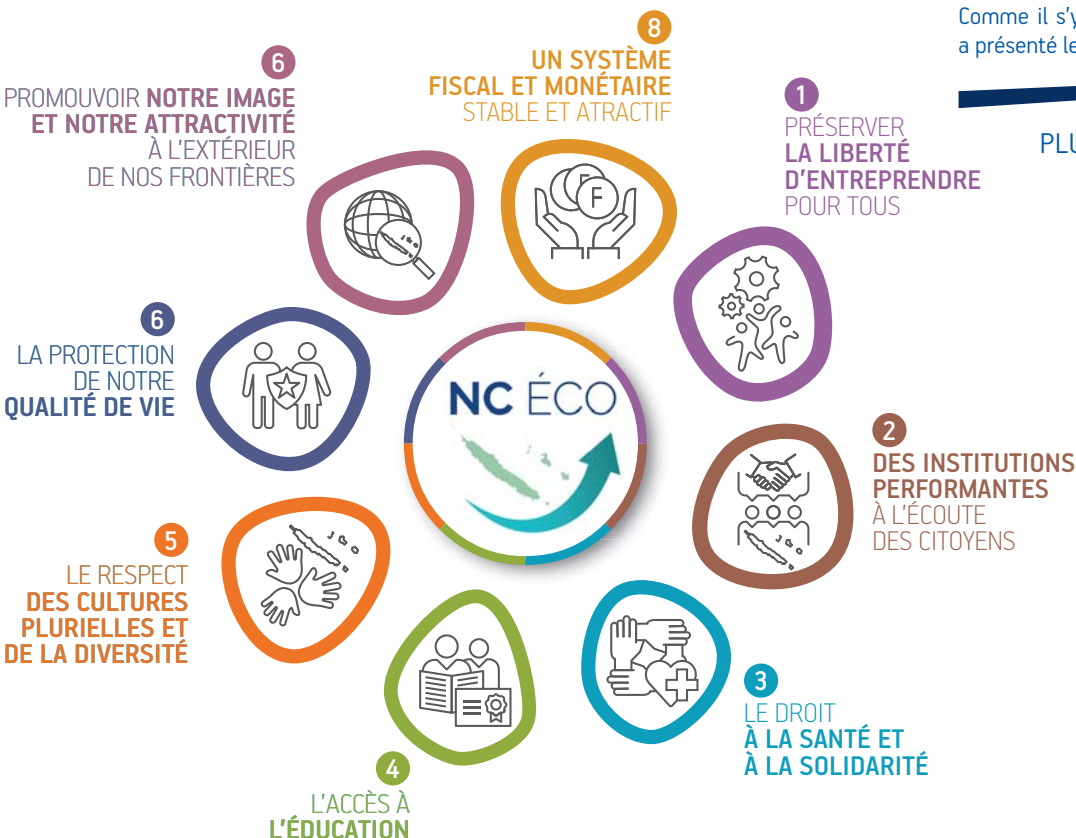 Comme il s'y
a présenté le
PLU
8
UN SYSTÈME
FISCAL ET MONÉTAIRE
STABLE ET ATRACTIF
6
PROMOUVOIR NOTRE IMAGE
ET NOTRE ATTRACTIVITÉ
À L'EXTÉRIEUR
DE NOS FRONTIÈRES
1
PRÉSERVER
LA LIBERTÉ
D'ENTREPRENDRE
POUR TOUS
F
F
6
LA PROTECTION
DE NOTRE
QUALITÉ DE VIE
NC ÉCO
2
DES INSTITUTIONS
PERFORMANTES
À L'ÉCOUTE
DES CITOYENS
5
LE RESPECT
DES CULTURES
PLURIELLES ET
DE LA DIVERSITÉ
3
LE DROIT
À LA SANTÉ ET
À LA SOLIDARITÉ
4
L'ACCÈS À
L'ÉDUCATION